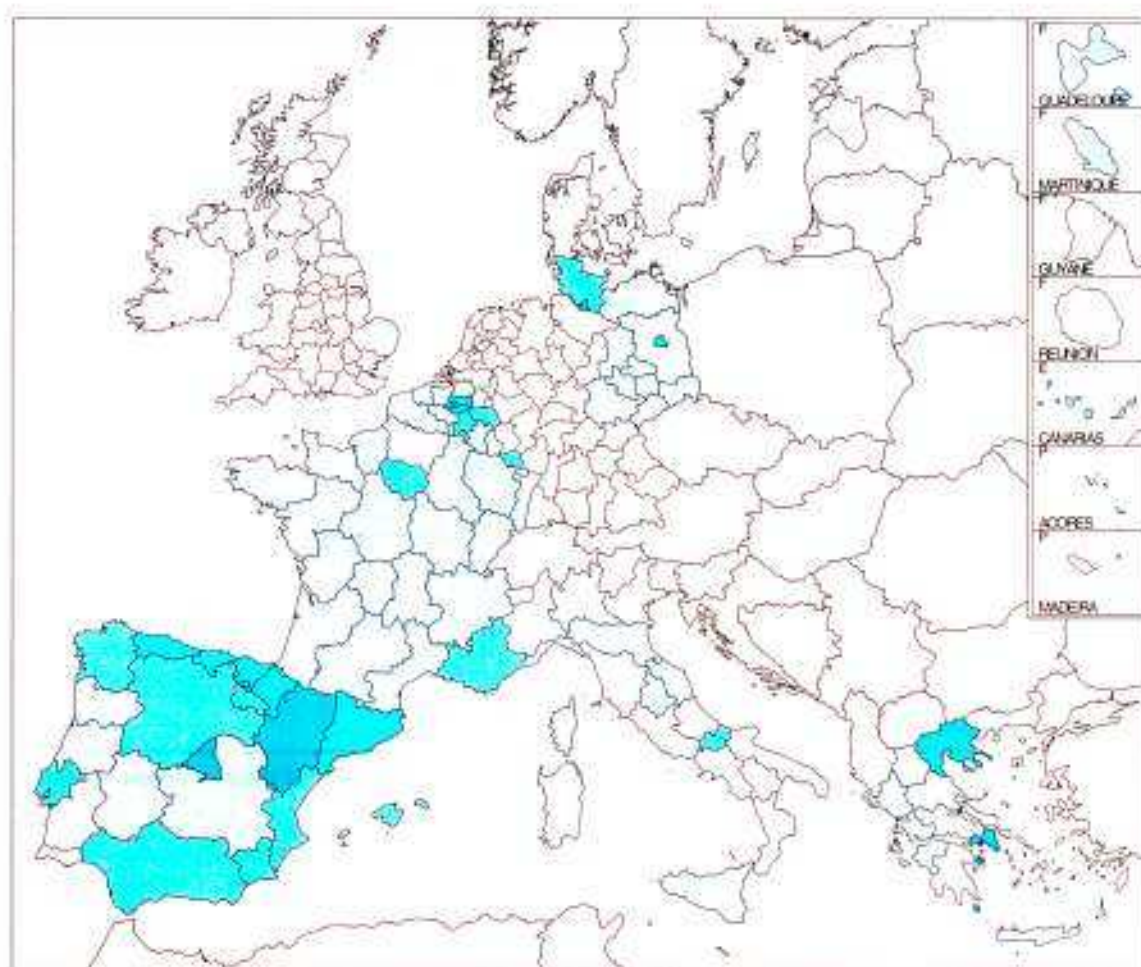 F
GUADELOUPE
F
MARTINIQUE
F
GUYANE
F
REUNION
E
CANARIAS
P
ACORES
P
MADEIRA